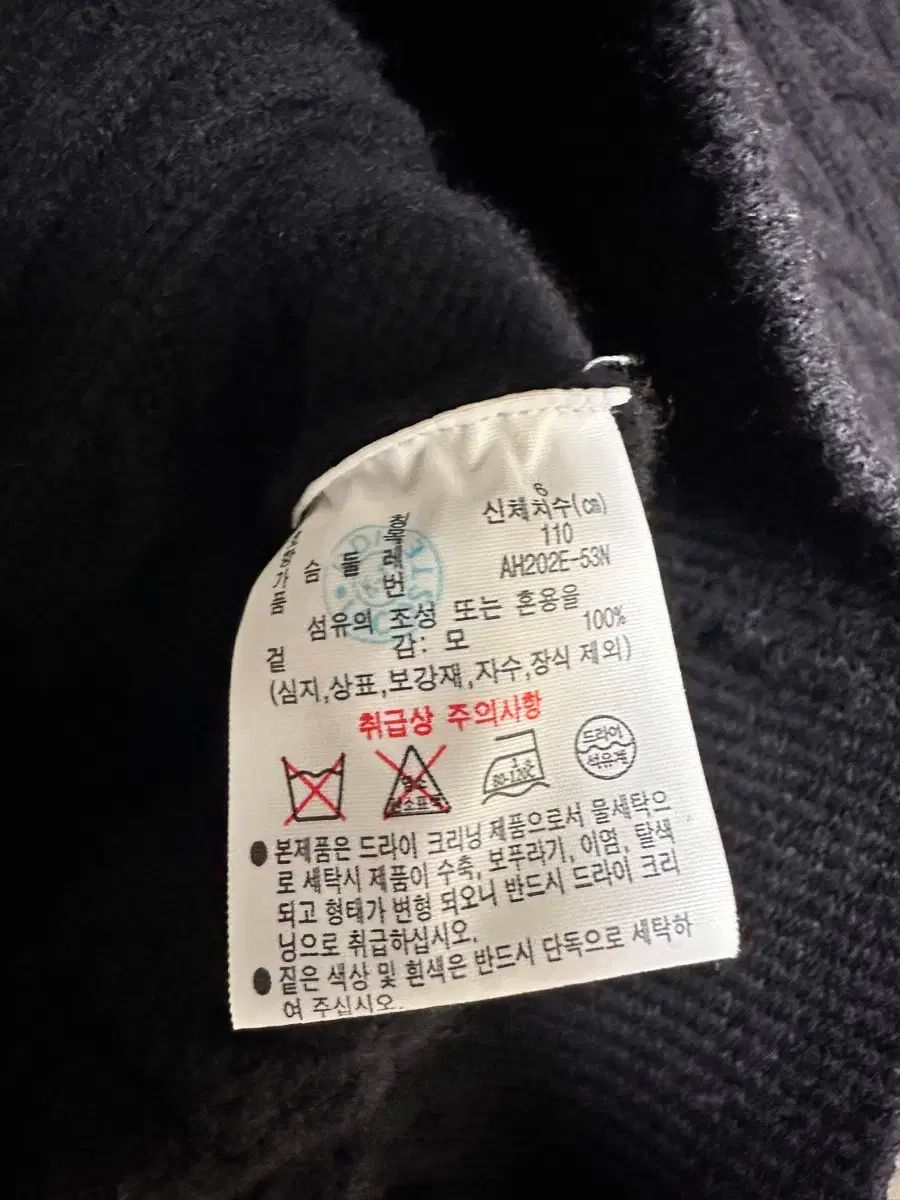 신체치수(㎝)
110
AH202E-53N
섬유의 조성 또는 혼용율
겉 감: 모 100%
(심지,상표,보강재,자수,장식 제외)
취급상 주의사항
80-120℃
드라이
석유계
●본제품은 드라이 크리닝 제품으로서 물세탁으
로 세탁시 제품이 수축, 모푸라기, 이염, 탈색
되고 형태가 변형 되오니 반드시 드라이 크리
닝으로 취급하십시오.
●짙은 색상 및 흰색은 반드시 단독으로 세탁하
여 주십시오.